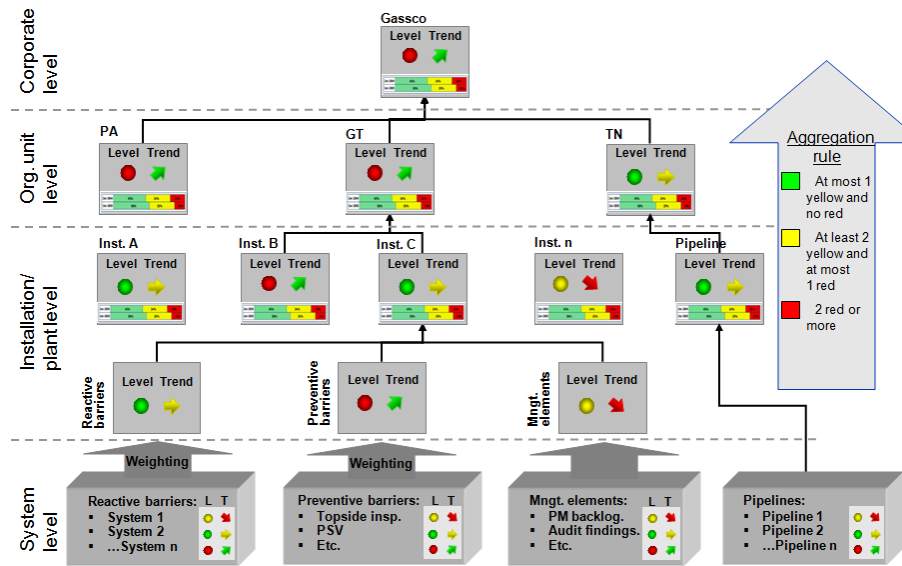 Gassco
Corporate
level
Level Trend
PA
GT
TN
Org. unit
level
Level Trend
Level Trend
Level Trend
Aggregation
rule
At most 1
yellow and
no red
At least 2
yellow and
at most
1 red
2 red or
more
Inst. A
Inst. B
Inst. C
Inst. n
Pipeline
Installation/
plant level
Level Trend
Level Trend
Level Trend
Level Trend
Level Trend
Reactive
barriers
Level Trend
Preventive
barriers
Level Trend
Mngt.
elements
Level Trend
Weighting
Weighting
System
level
Reactive barriers: L T
▪ System 1
▪ System 2
▪ ...System n
Preventive barriers: L T
▪ Topside insp.
▪ PSV
▪ Etc.
Mngt. elements: L T
▪ PM backlog.
▪ Audit findings.
▪ Etc.
Pipelines: L T
▪ Pipeline 1
▪ Pipeline 2
▪ ...Pipeline n